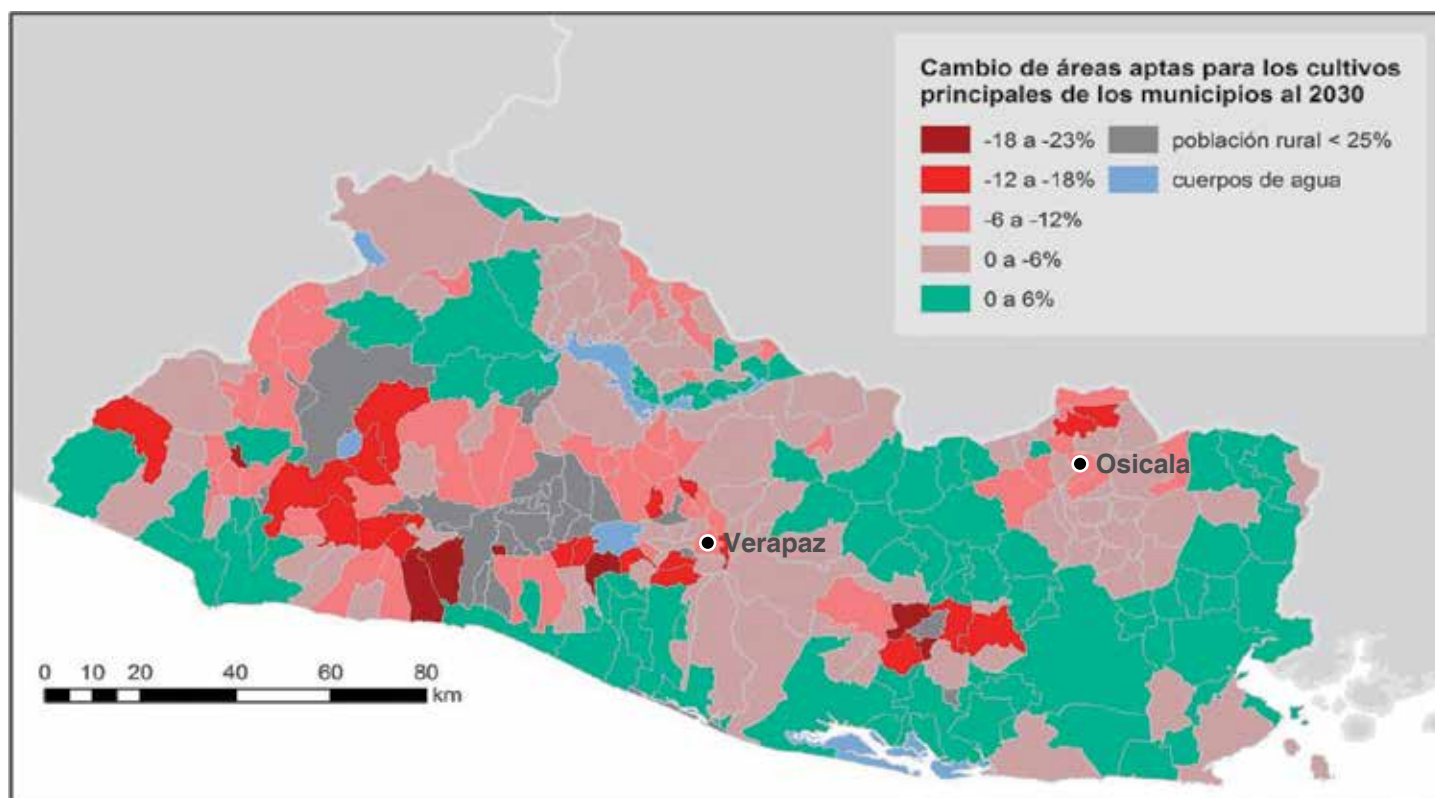 Cambio de áreas aptas para los cultivos
principales de los municipios al 2030
-18 a -23%
población rural < 25%
-12 a -18%
cuerpos de agua
-6 a -12%
0 a -6%
0 a 6%
Osicala
Verapaz
0 10 20 40 60 80
km